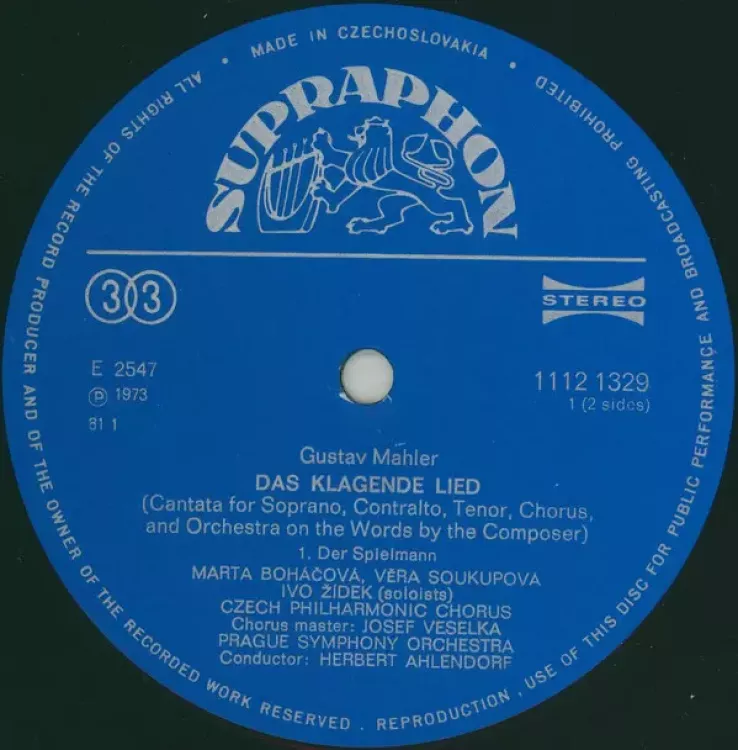 ALL RIGHTS OF THE RECORD PRODUCER AND OF THE OWNER OF THE RECORDED WORK RESERVED . REPRODUCTION , USE OF THIS DISC FOR PUBLIC PERFORMANCE AND BROADCASTING PROHIBITED
• MADE IN CZECHOSLOVAKIA •
SUPRAPHON
33
STEREO
E 2547
℗ 1973
81 1
1112 1329
1 (2 sides)
Gustav Mahler
DAS KLAGENDE LIED
(Cantata for Soprano, Contralto, Tenor, Chorus,
and Orchestra on the Words by the Composer)
1. Der Spielmann
MARTA BOHÁČOVÁ, VĚRA SOUKUPOVA
IVO ŽÍDEK (soloists)
CZECH PHILHARMONIC CHORUS
Chorus master: JOSEF VESELKA
PRAGUE SYMPHONY ORCHESTRA
Conductor: HERBERT AHLENDORF